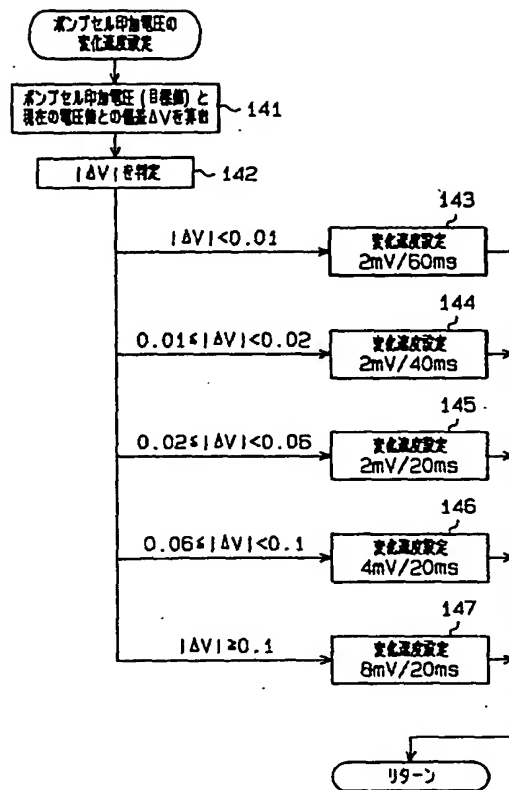 ポンプセル印加電圧の
変化速度設定
ポンプセル印加電圧(目標値)と
現在の電圧値との偏差ΔVを算出
141
|ΔV|を判定
142
143
|ΔV|<0.01
変化速度設定
2mV/60ms
144
0.01≦|ΔV|<0.02
変化速度設定
2mV/40ms
145
0.02≦|ΔV|<0.06
変化速度設定
2mV/20ms
146
0.06≦|ΔV|<0.1
変化速度設定
4mV/20ms
147
|ΔV|≧0.1
変化速度設定
8mV/20ms
リターン